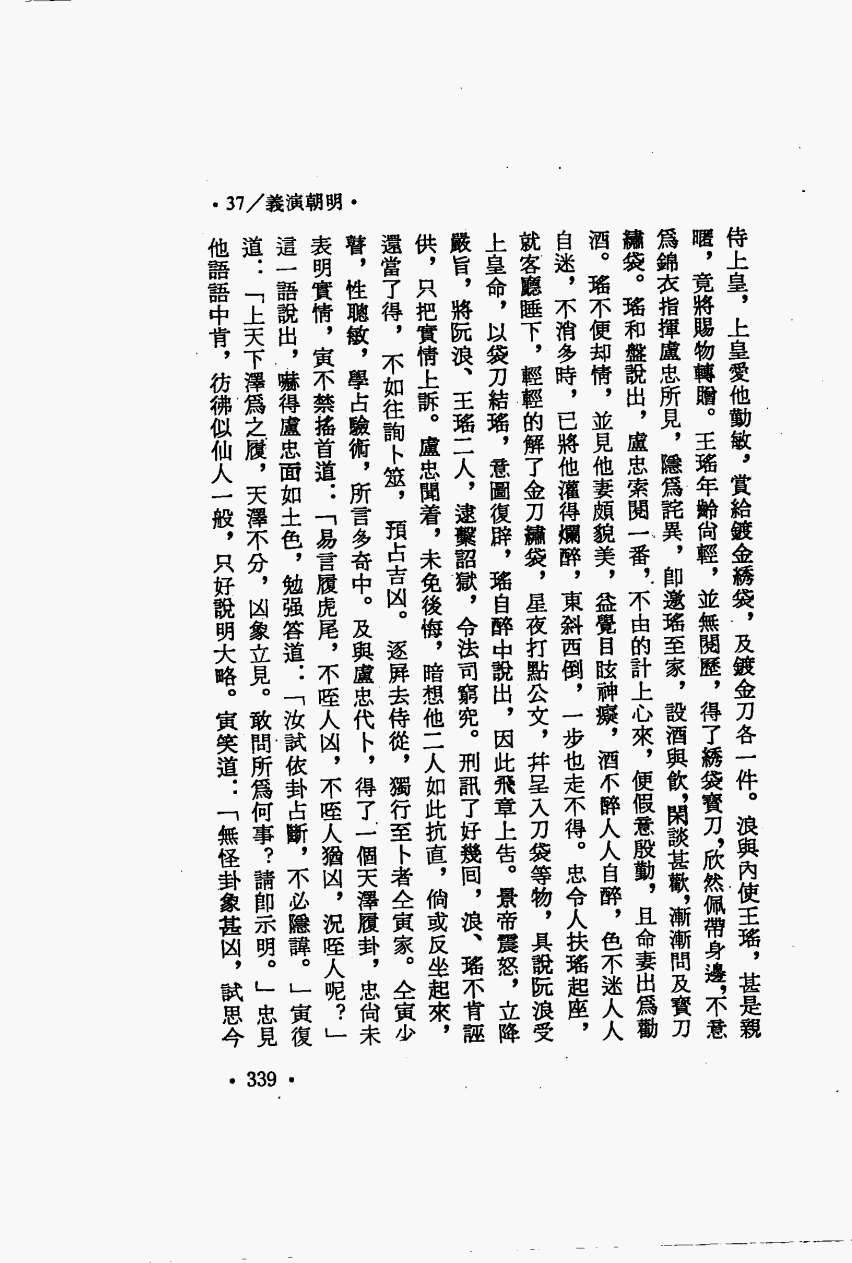 •37／義演朝明•
侍上皇，上皇愛他勤敏，賞給鍍金綉袋，及鍍金刀各一件。浪與內使王瑤，甚是親
暱，竟將賜物轉贈。王瑤年齡尙輕，並無閱歷，得了綉袋寶刀，欣然佩帶身邊，不意
爲錦衣指揮盧忠所見，隱爲詫異，卽邀瑤至家，設酒與飮，閑談甚歡，漸漸問及寶刀
繡袋。瑤和盤說出，盧忠索閱一番，不由的計上心來，便假意殷勤，且命妻出爲勸
酒。瑤不便却情，並見他妻頗貌美，益覺目眩神癡，酒不醉人人自醉，色不迷人人
自迷，不消多時，已將他灌得爛醉，東斜西倒，一步也走不得。忠令人扶瑤起座，
就客廳睡下，輕輕的解了金刀繡袋，星夜打點公文，幷呈入刀袋等物，具說阮浪受
上皇命，以袋刀結瑤，意圖復辟，瑤自醉中說出，因此飛章上告。景帝震怒，立降
嚴旨，將阮浪、王瑤二人，逮繫詔獄，令法司窮究。刑訊了好幾回，浪、瑤不肯誣
供，只把實情上訴。盧忠聞着，未免後悔，暗想他二人如此抗直，倘或反坐起來，
還當了得，不如往詢卜筮，預占吉凶。逐屏去侍從，獨行至卜者仝寅家。仝寅少
瞽，性聰敏，學占驗術，所言多奇中。及與盧忠代卜，得了一個天澤履卦，忠尙未
表明實情，寅不禁搖首道：「易言履虎尾，不咥人凶，不咥人猶凶，況咥人呢？」
這一語說出，嚇得盧忠面如土色，勉强答道：「汝試依卦占斷，不必隱諱。」寅復
道：「上天下澤爲之履，天澤不分，凶象立見。敢問所爲何事？請卽示明。」忠見
他語語中肯，彷彿似仙人一般，只好說明大略。寅笑道：「無怪卦象甚凶，試思今
•339•